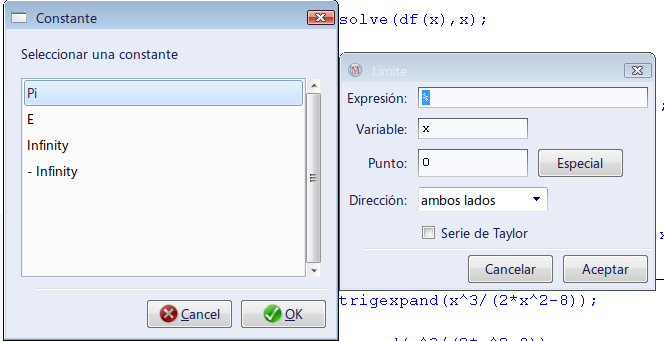 Constante
Seleccionar una constante
Pi
E
Infinity
- Infinity
Cancel
OK
solve(df(x),x);
Límite
Expresión: %
;
Variable: x
Punto: 0
Especial
Dirección: ambos lados
Serie de Taylor
x
Cancelar
Aceptar
trigexpand(x^3/(2*x^2-8));